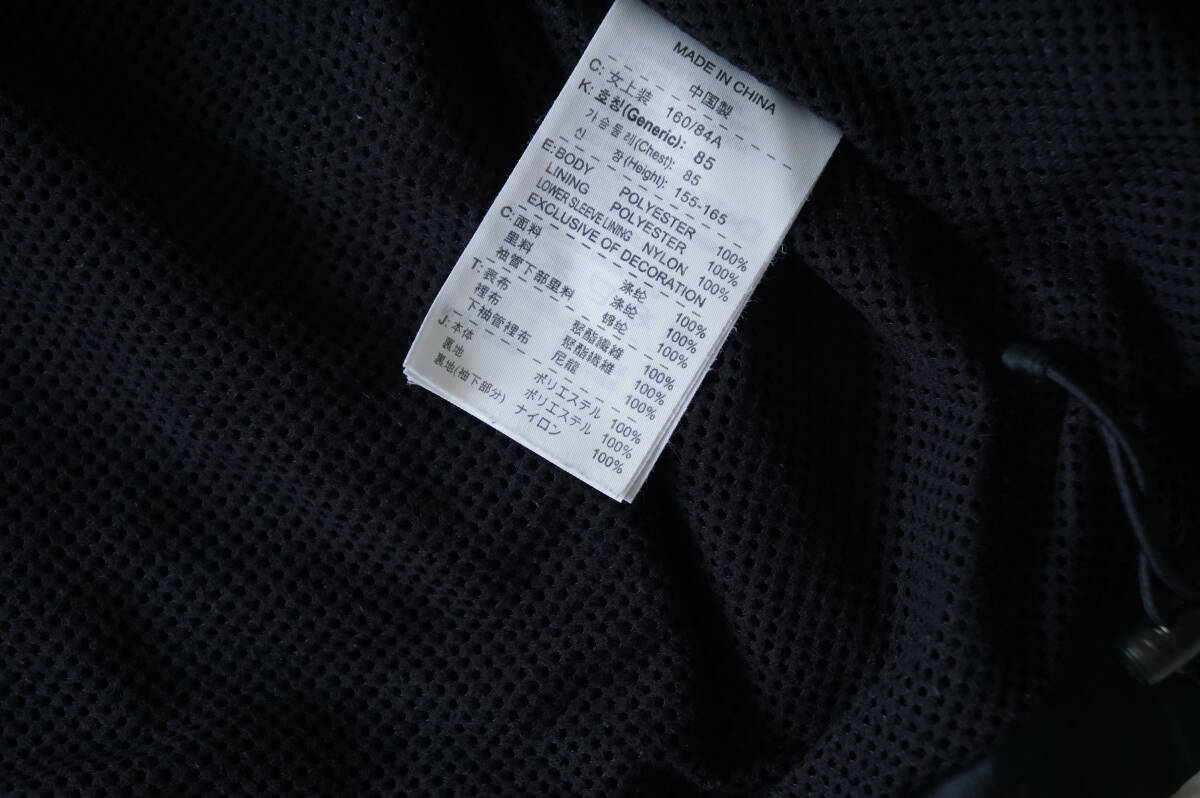 MADE IN CHINA
中国製
C: 女上装 160/84A
K: 호칭(Generic): 85
가슴둘레(Chest): 85
신 장(Height): 155-165
E: BODY POLYESTER 100%
LINING POLYESTER 100%
LOWER SLEEVE LINING NYLON 100%
EXCLUSIVE OF DECORATION
C: 面料 涤纶 100%
里料 涤纶 100%
袖管下部里料 锦纶 100%
T: 表布 聚酯纖維 100%
裡布 聚酯纖維 100%
下袖管裡布 尼龍 100%
J: 本体 ポリエステル 100%
裏地 ポリエステル 100%
裏地(袖下部分) ナイロン 100%